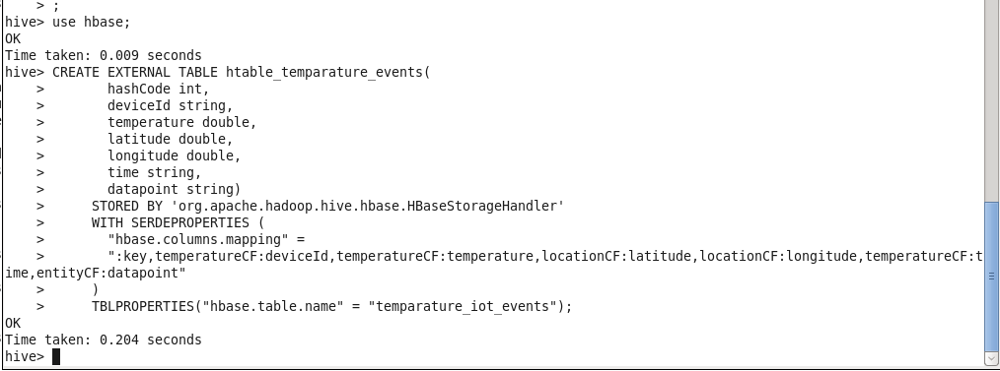 > ;
hive> use hbase;
OK
Time taken: 0.009 seconds
hive> CREATE EXTERNAL TABLE htable_temparature_events(
    >       hashCode int,
    >       deviceId string,
    >       temperature double,
    >       latitude double,
    >       longitude double,
    >       time string,
    >       datapoint string)
    >     STORED BY 'org.apache.hadoop.hive.hbase.HBaseStorageHandler'
    >     WITH SERDEPROPERTIES (
    >       "hbase.columns.mapping" =
    >       ":key,temperatureCF:deviceId,temperatureCF:temperature,locationCF:latitude,locationCF:longitude,temperatureCF:t
ime,entityCF:datapoint"
    >     )
    >     TBLPROPERTIES("hbase.table.name" = "temparature_iot_events");
OK
Time taken: 0.204 seconds
hive>